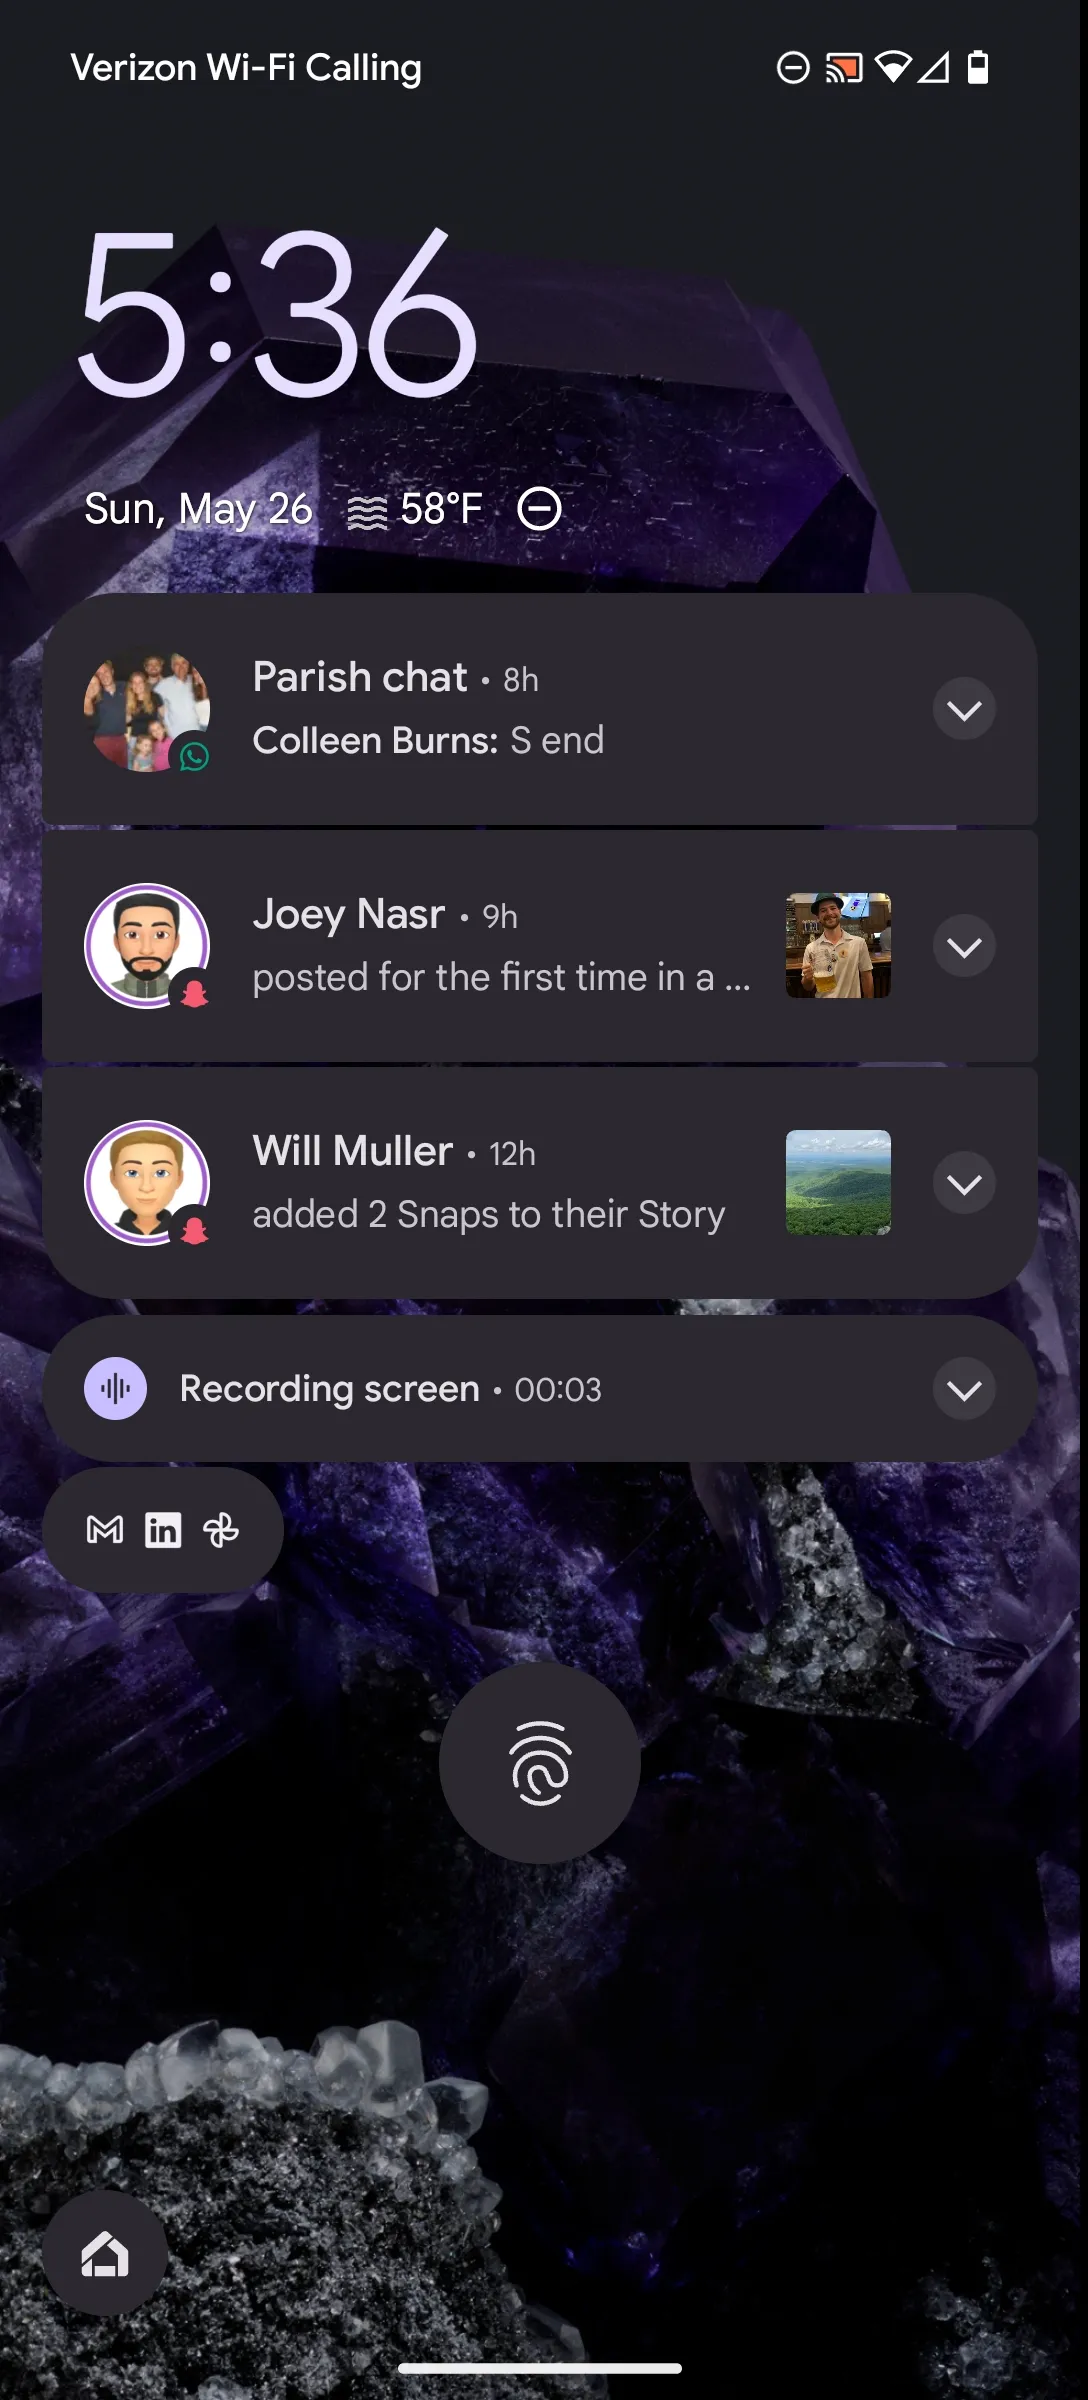 Verizon Wi-Fi Calling
5:36
Sun, May 26 58°F
Parish chat • 8h
Colleen Burns: S end
Joey Nasr • 9h
posted for the first time in a ...
Will Muller • 12h
added 2 Snaps to their Story
Recording screen • 00:03
in